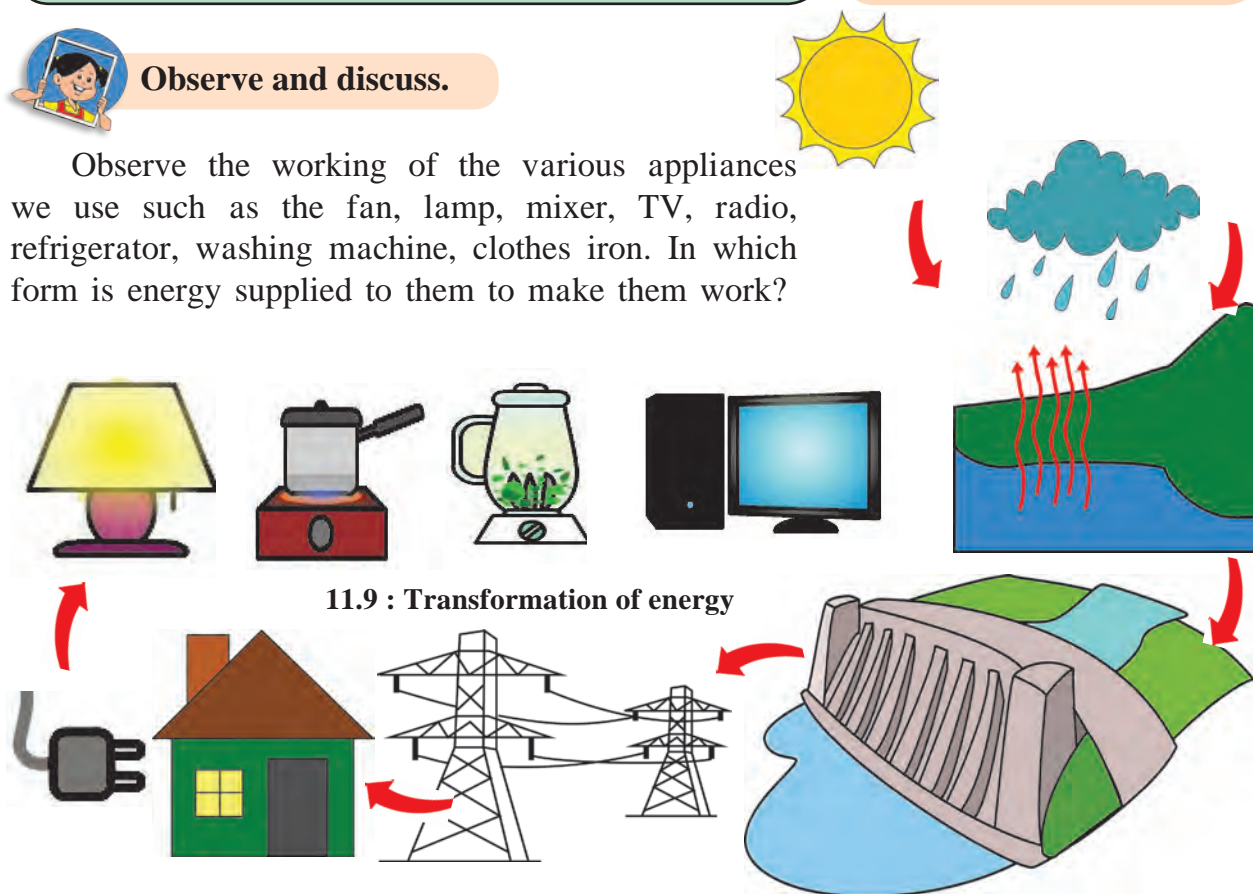 Observe and discuss.
Observe the working of the various appliances
we use such as the fan, lamp, mixer, TV, radio,
refrigerator, washing machine, clothes iron. In which
form is energy supplied to them to make them work?
11.9 : Transformation of energy